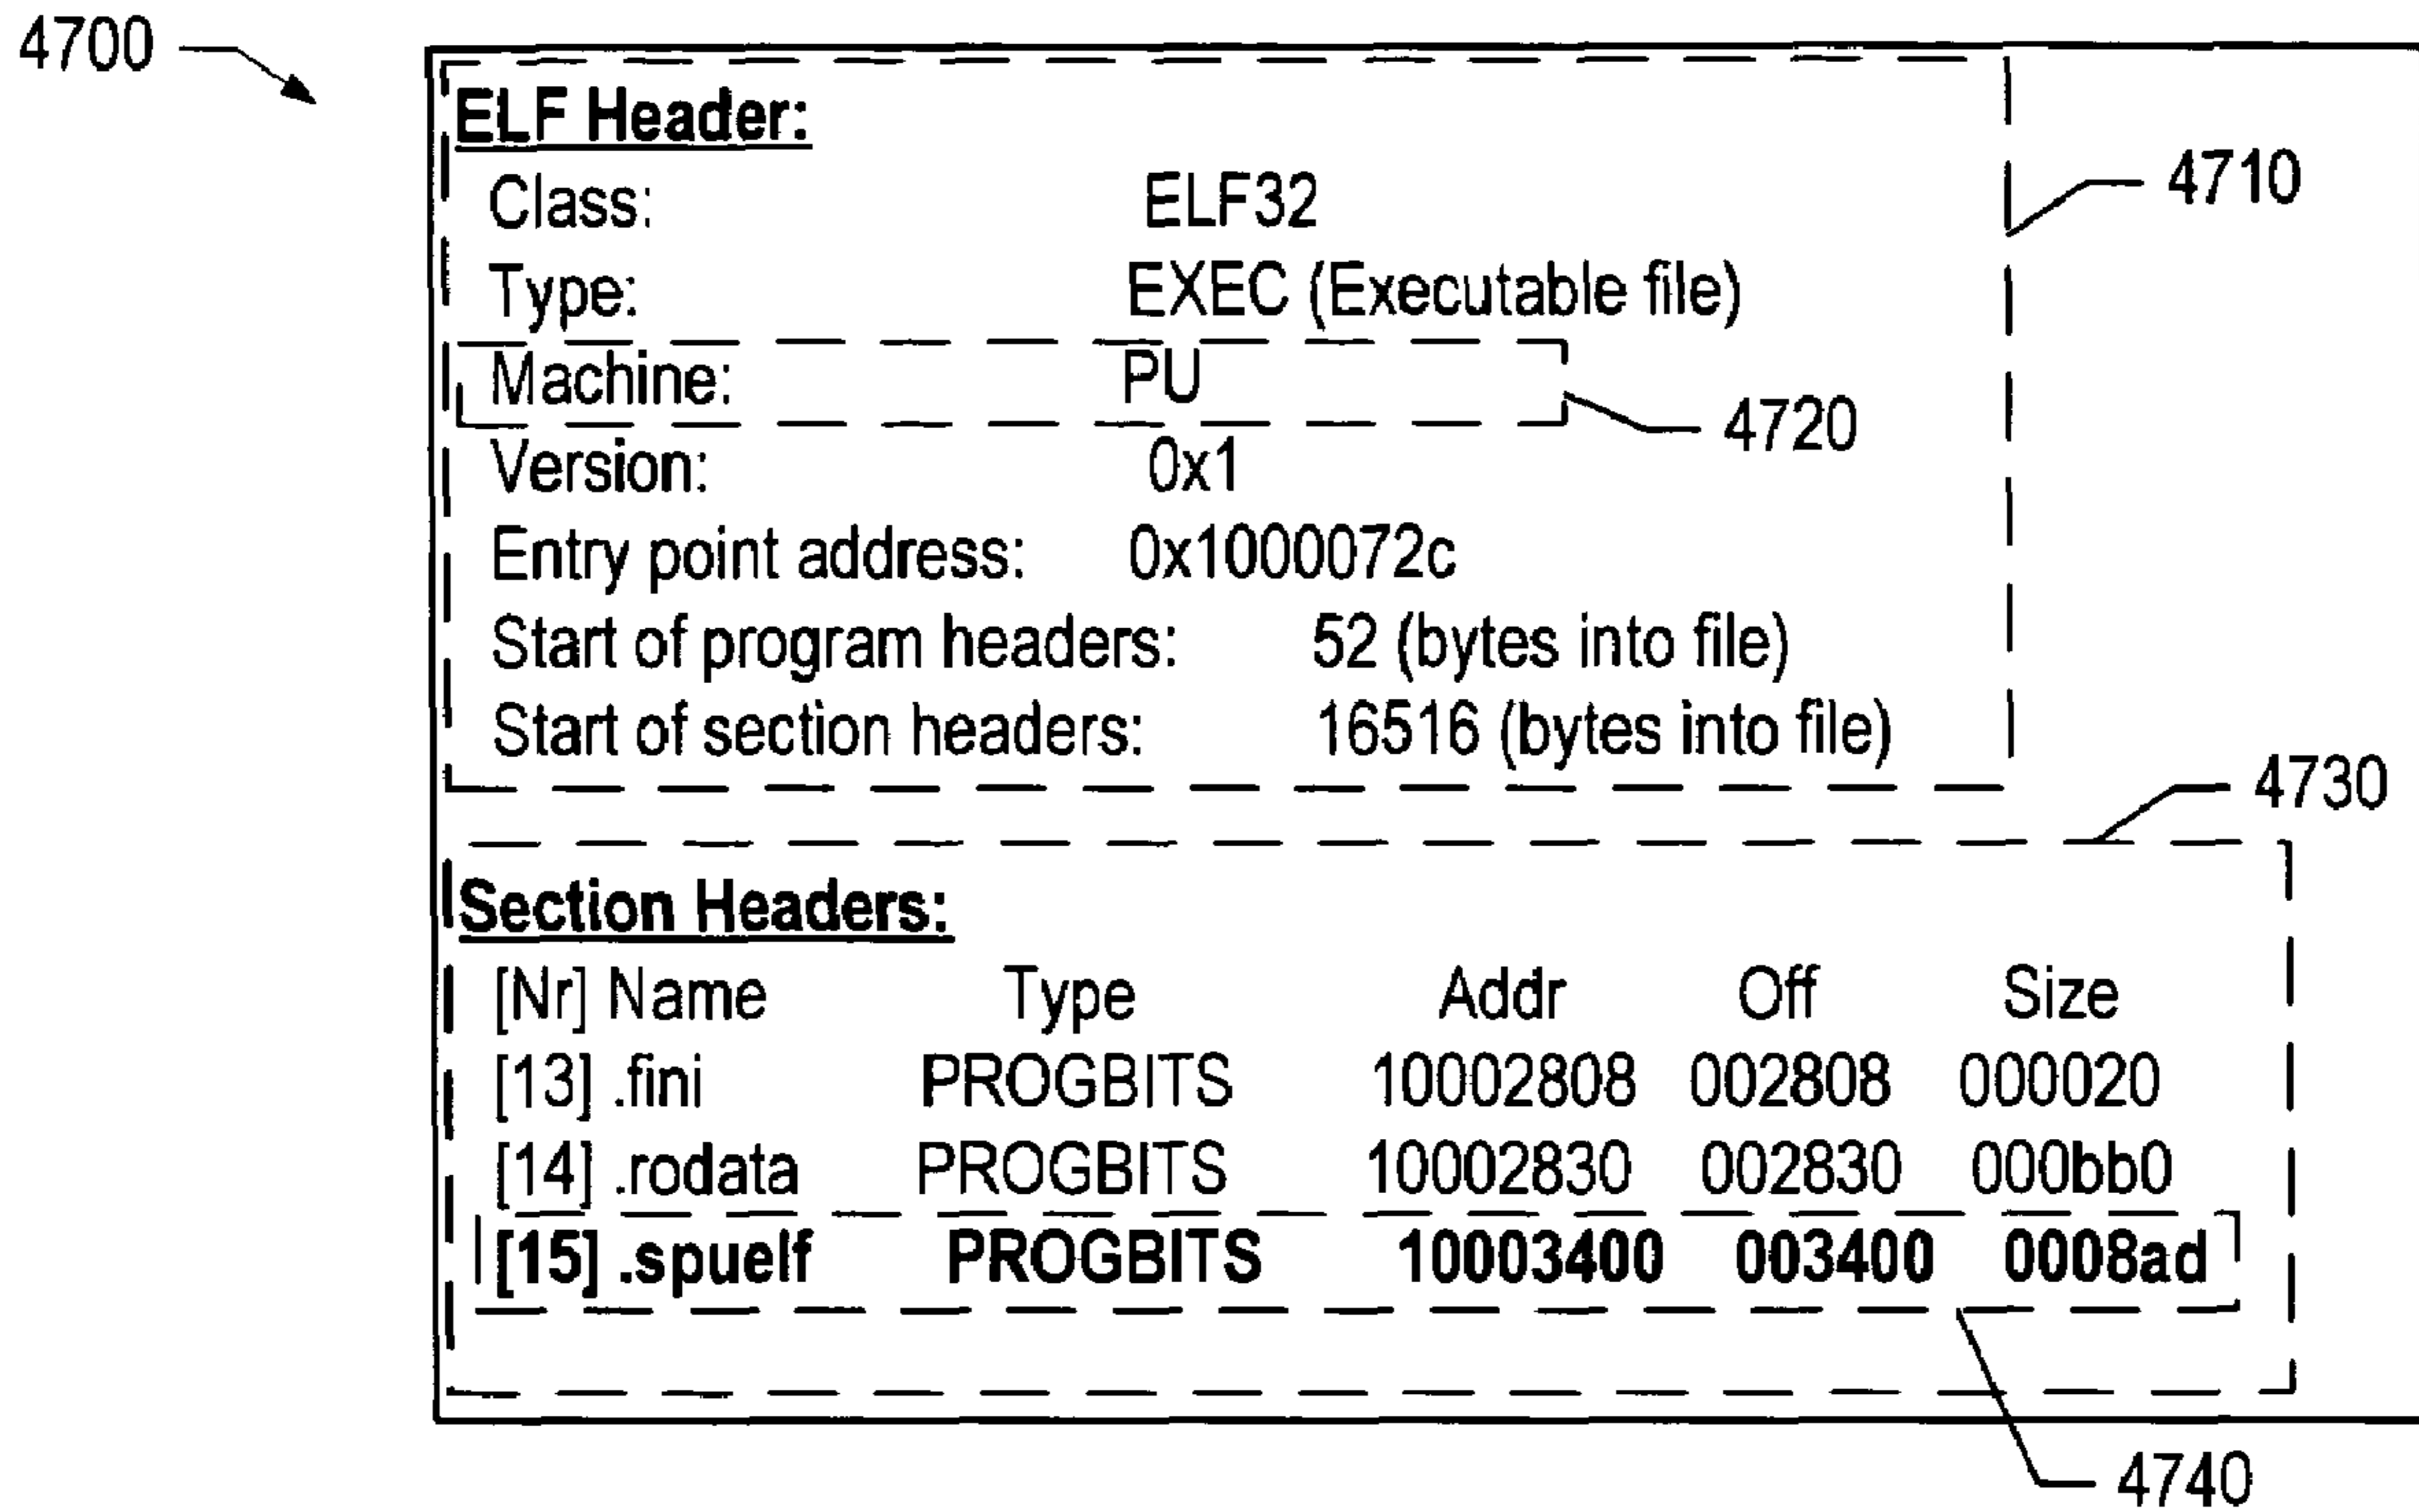 4700
ELF Header:
Class: ELF32
4710
Type: EXEC (Executable file)
Machine: PU
4720
Version: 0x1
Entry point address: 0x1000072c
Start of program headers: 52 (bytes into file)
Start of section headers: 16516 (bytes into file)
4730
Section Headers:
[Nr] Name Type Addr Off Size
[13] .fini PROGBITS 10002808 002808 000020
[14] .rodata PROGBITS 10002830 002830 000bb0
[15] .spuelf PROGBITS 10003400 003400 0008ad
4740